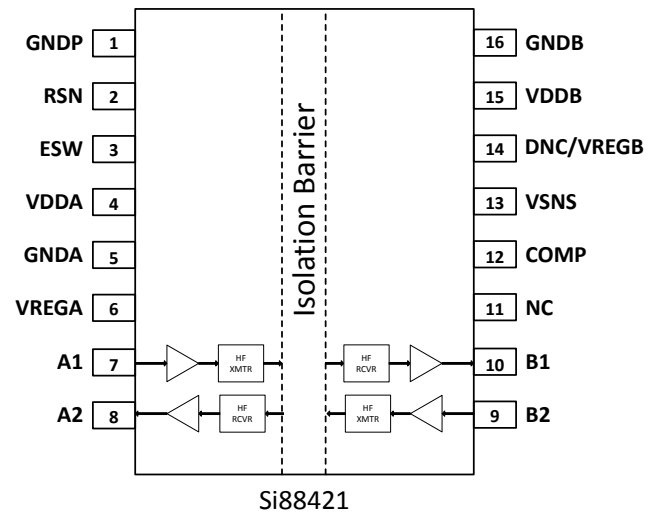 GNDP 1
16 GNDB
RSN 2
15 VDDB
ESW 3
14 DNC/VREGB
VDDA 4
13 VSNS
GNDA 5
12 COMP
VREGA 6
11 NC
Isolation Barrier
A1 7
HF
XMTR
HF
RCVR
10 B1
A2 8
HF
RCVR
HF
XMTR
9 B2
Si88421